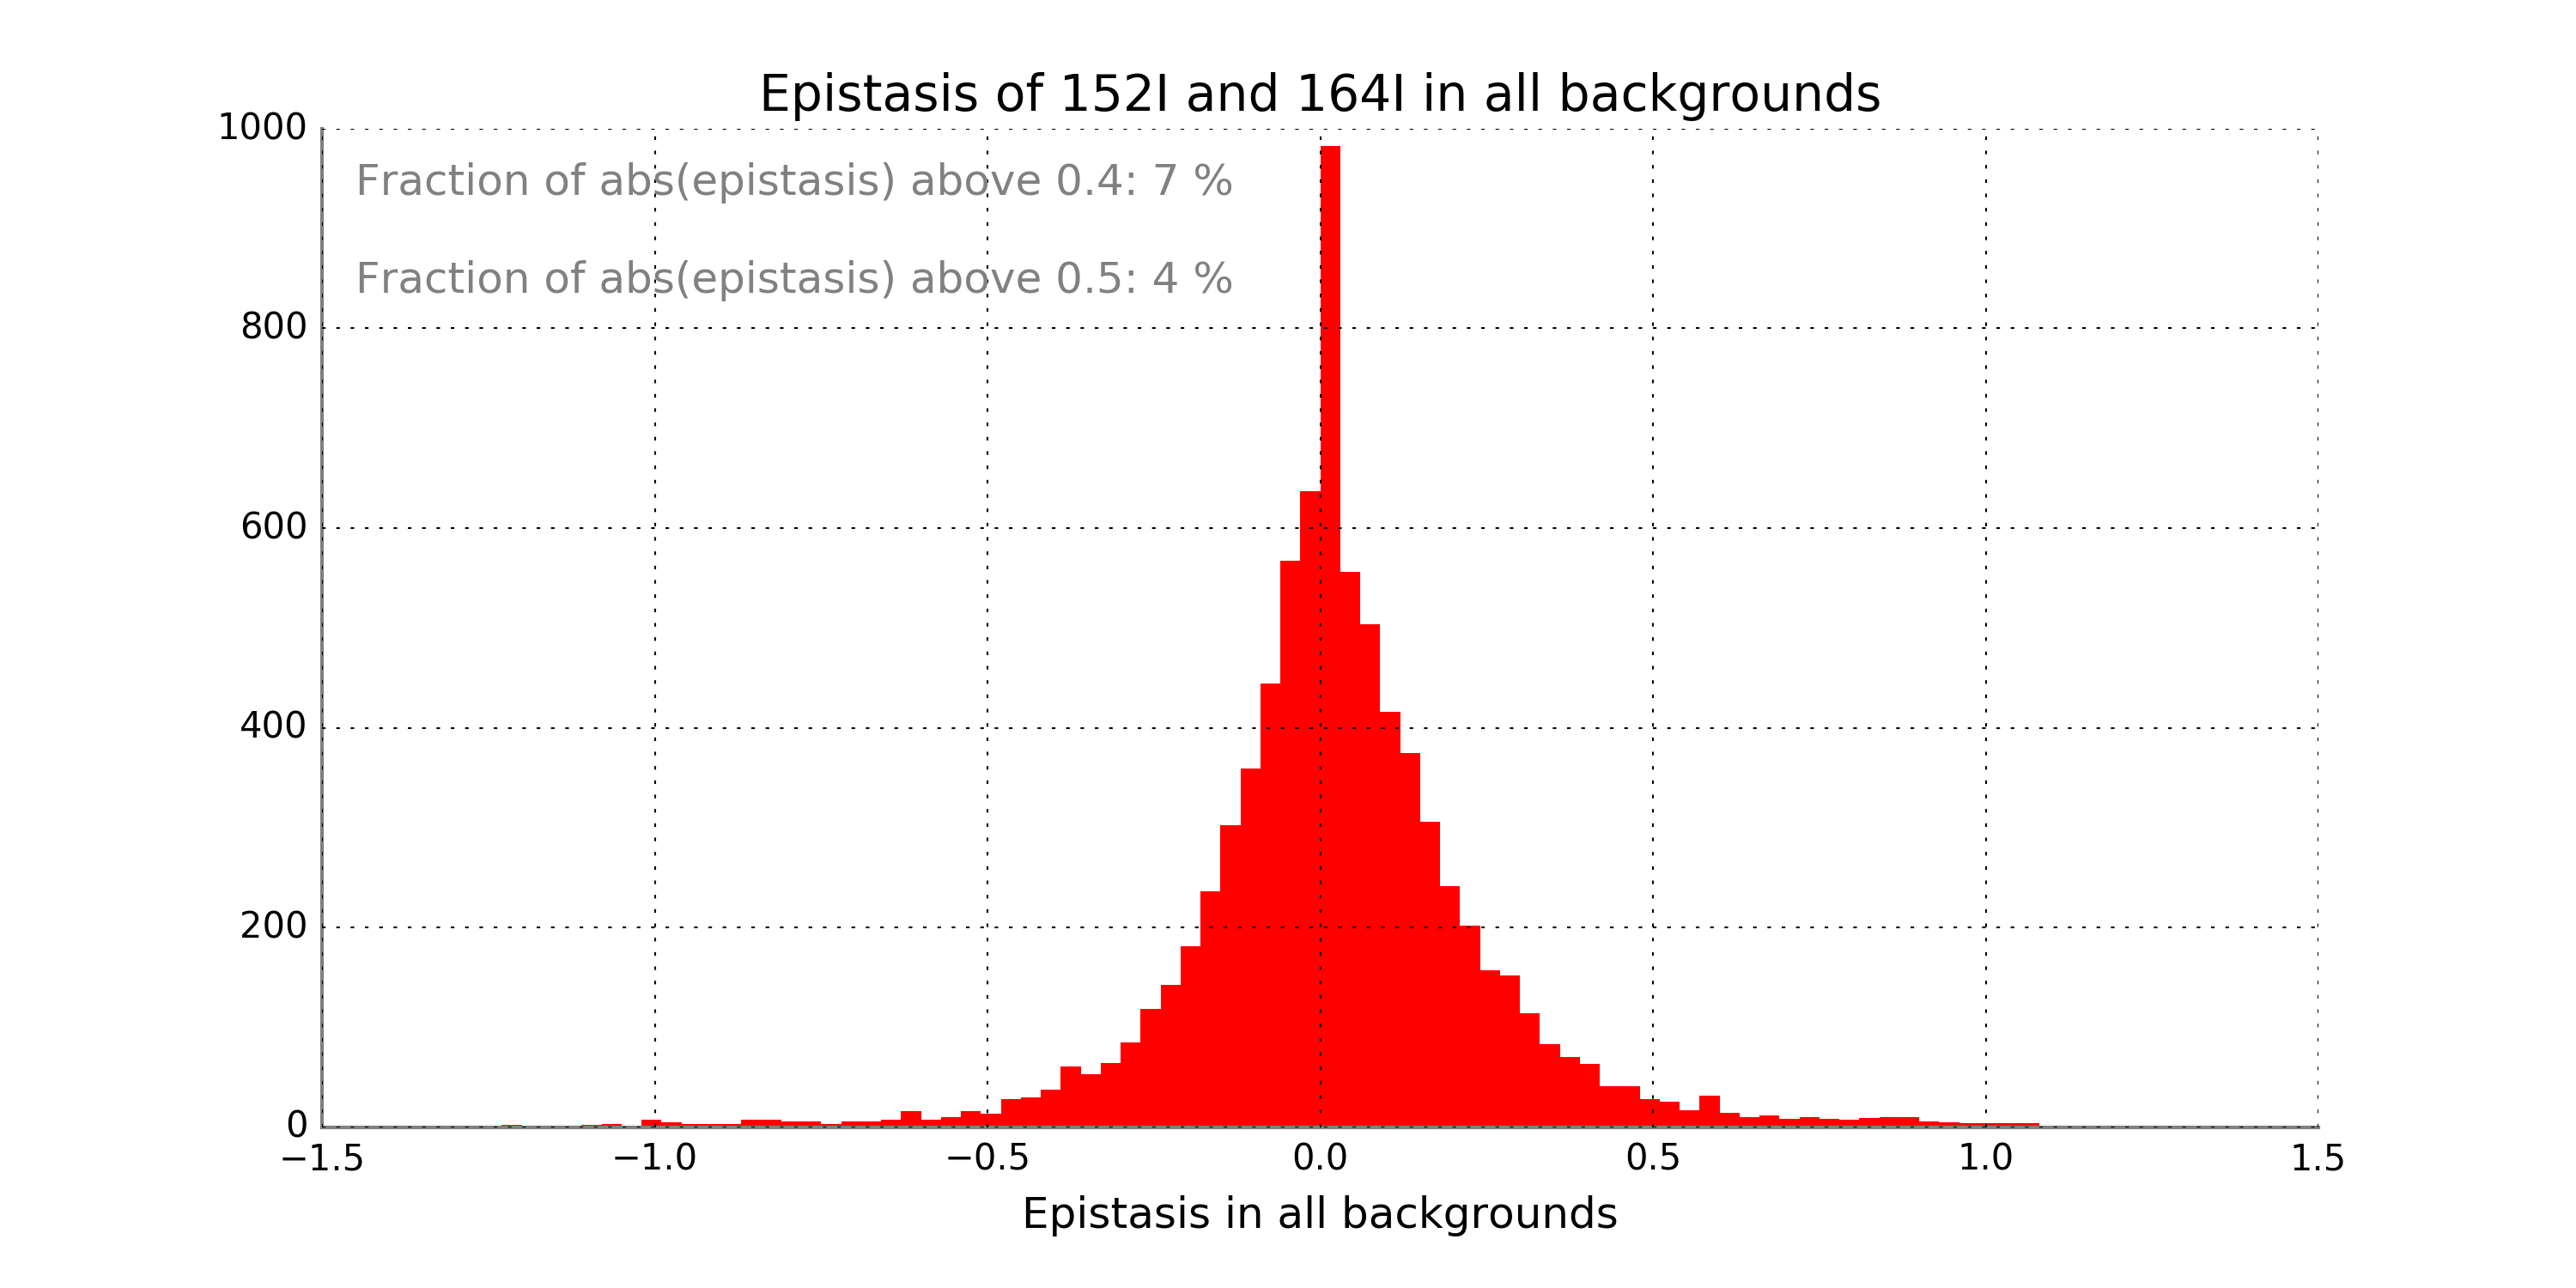 Epistasis of 152I and 164I in all backgrounds
1000
Fraction of abs(epistasis) above 0.4: 7 %
Fraction of abs(epistasis) above 0.5: 4 %
800
600
400
200
0
−1.5 −1.0 −0.5 0.0 0.5 1.0 1.5
Epistasis in all backgrounds